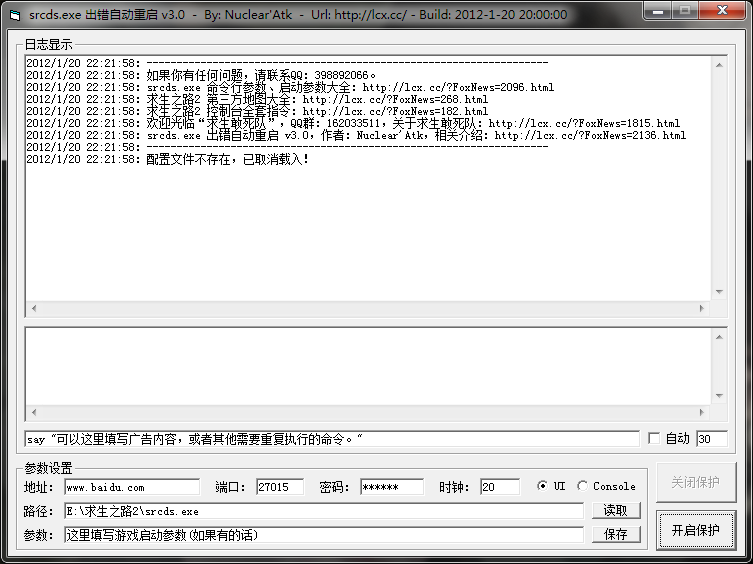 srcds.exe 出错自动重启 v3.0 - By: Nuclear'Atk - Url: http://lcx.cc/ - Build: 2012-1-20 20:00:00
日志显示
2012/1/20 22:21:58: -------------------------------------------------------------------
2012/1/20 22:21:58: 如果你有任何问题，请联系QQ: 398892066。
2012/1/20 22:21:58: srcds.exe 命令行参数、启动参数大全: http://lcx.cc/?FoxNews=2096.html
2012/1/20 22:21:58: 求生之路2 第三方地图大全: http://lcx.cc/?FoxNews=268.html
2012/1/20 22:21:58: 求生之路2 控制台全套指令: http://lcx.cc/?FoxNews=182.html
2012/1/20 22:21:58: 欢迎光临“求生敢死队”，QQ群: 162033511，关于求生敢死队: http://lcx.cc/?FoxNews=1815.html
2012/1/20 22:21:58: srcds.exe 出错自动重启 v3.0，作者: Nuclear'Atk，相关介绍: http://lcx.cc/?FoxNews=2136.html
2012/1/20 22:21:58: -------------------------------------------------------------------
2012/1/20 22:21:58: 配置文件不存在，已取消载入!
say "可以这里填写广告内容，或者其他需要重复执行的命令。" 自动 30
参数设置
地址: www.baidu.com 端口: 27015 密码: ****** 时钟: 20 UI Console 关闭保护
路径: E:\求生之路2\srcds.exe 读取
参数: 这里填写游戏启动参数(如果有的话) 保存 开启保护